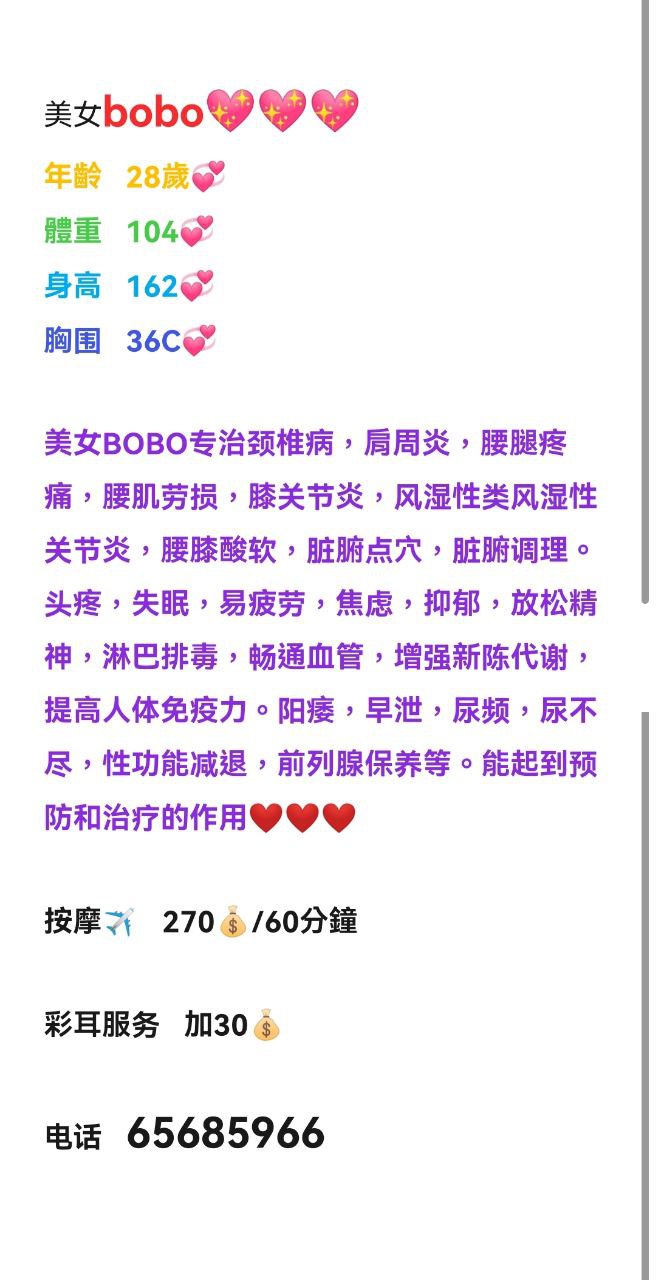 美女bobo💖💖💖
年齡 28歲💞
體重 104💞
身高 162💞
胸围 36C💞
美女BOBO专治颈椎病，肩周炎，腰腿疼
痛，腰肌劳损，膝关节炎，风湿性类风湿性
关节炎，腰膝酸软，脏腑点穴，脏腑调理。
头疼，失眠，易疲劳，焦虑，抑郁，放松精
神，淋巴排毒，畅通血管，增强新陈代谢，
提高人体免疫力。阳痿，早泄，尿频，尿不
尽，性功能减退，前列腺保养等。能起到预
防和治疗的作用❤️❤️❤️
按摩✈️ 270💰/60分鐘
彩耳服务 加30💰
电话 65685966